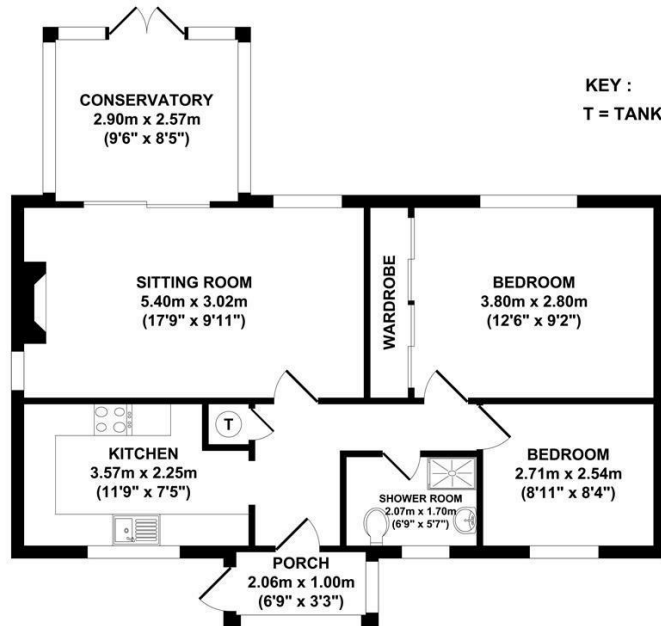 CONSERVATORY
2.90m x 2.57m
(9'6" x 8'5")
KEY :
T = TANK
SITTING ROOM
5.40m x 3.02m
(17'9" x 9'11")
WARDROBE
BEDROOM
3.80m x 2.80m
(12'6" x 9'2")
T
KITCHEN
3.57m x 2.25m
(11'9" x 7'5")
BEDROOM
2.71m x 2.54m
(8'11" x 8'4")
SHOWER ROOM
2.07m x 1.70m
(6'9" x 5'7")
PORCH
2.06m x 1.00m
(6'9" x 3'3")